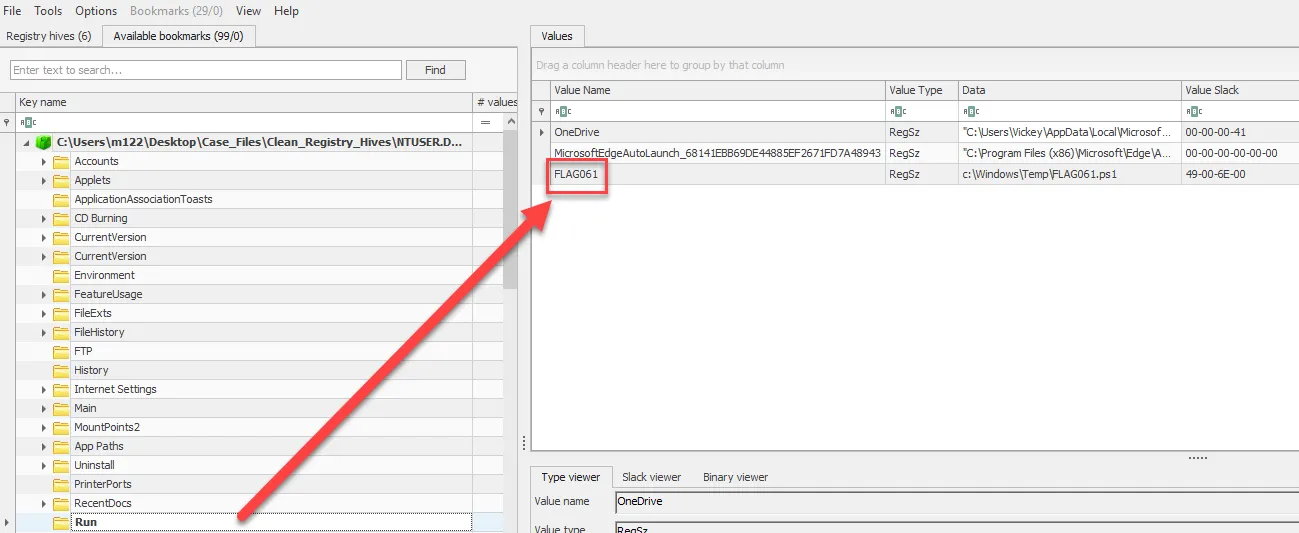 File Tools Options Bookmarks (29/0) View Help
Registry hives (6) Available bookmarks (99/0)
Enter text to search... Find
Key name # values
C:\Users\m122\Desktop\Case_Files\Clean_Registry_Hives\NTUSER.D...
Accounts
Applets
ApplicationAssociationToasts
CD Burning
CurrentVersion
CurrentVersion
Environment
FeatureUsage
FileExts
FileHistory
FTP
History
Internet Settings
Main
MountPoints2
App Paths
Uninstall
PrinterPorts
RecentDocs
Run
Values
Drag a column header here to group by that column
Value Name Value Type Data Value Slack
OneDrive RegSz "C:\Users\Vickey\AppData\Local\Microsof... 00-00-00-41
MicrosoftEdgeAutoLaunch_68141EBB69DE44885EF2671FD7A48943 RegSz "C:\Program Files (x86)\Microsoft\Edge\A... 00-00-00-00-00-00
FLAG061 RegSz c:\Windows\Temp\FLAG061.ps1 49-00-6E-00
Type viewer Slack viewer Binary viewer
Value name OneDrive
Value type RegSz